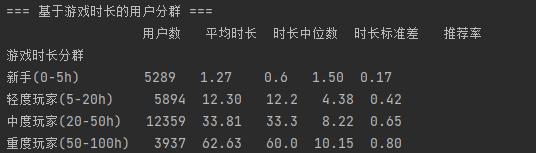 === 基于游戏时长的用户分群 ===
用户数 平均时长 时长中位数 时长标准差 推荐率
游戏时长分群
新手(0-5h) 5289 1.27 0.6 1.50 0.17
轻度玩家(5-20h) 5894 12.30 12.2 4.38 0.42
中度玩家(20-50h) 12359 33.81 33.3 8.22 0.65
重度玩家(50-100h) 3937 62.63 60.0 10.15 0.80